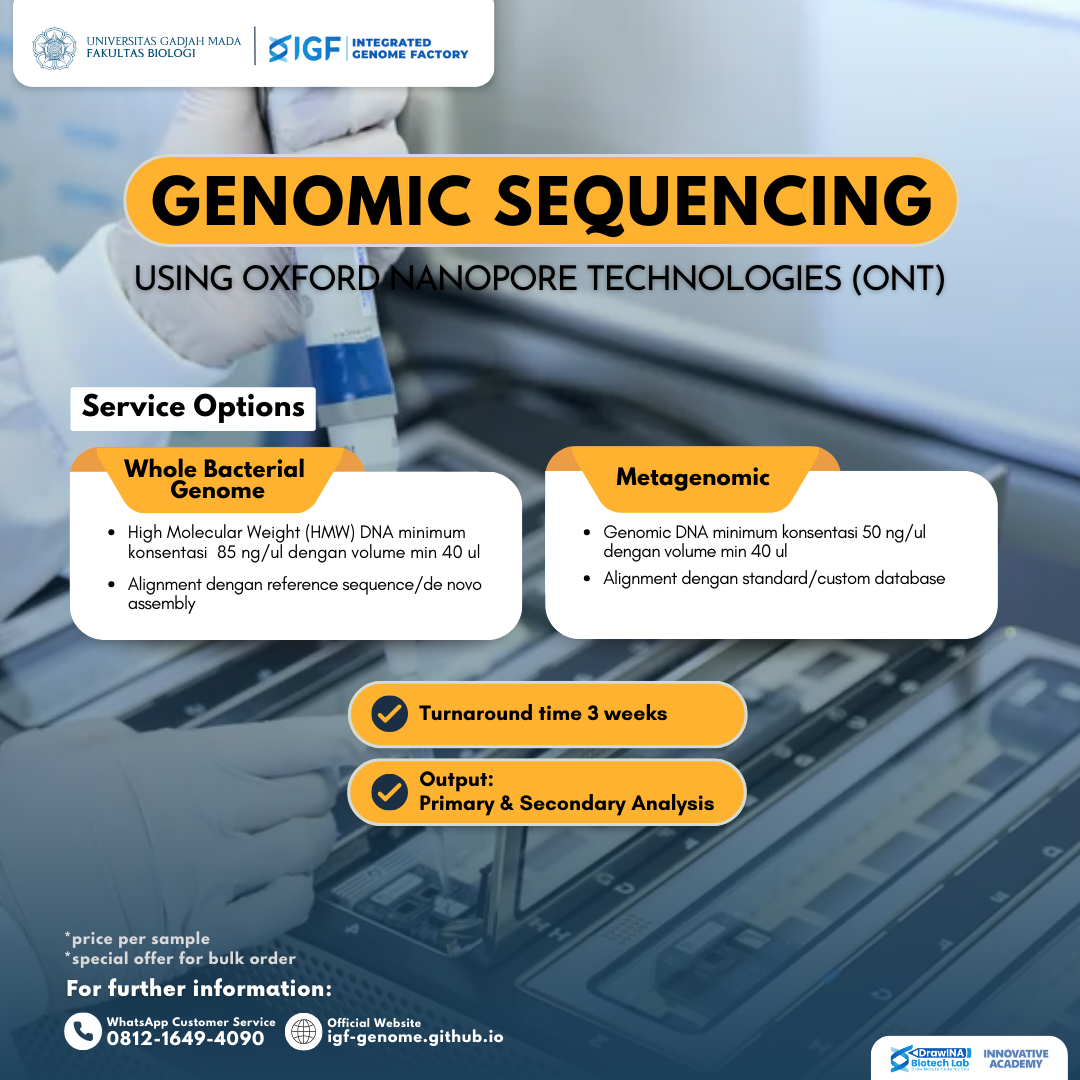 UNIVERSITAS GADJAH MADA
FAKULTAS BIOLOGI
IGF
INTEGRATED
GENOME FACTORY
GENOMIC SEQUENCING
USING OXFORD NANOPORE TECHNOLOGIES (ONT)
Service Options
Whole Bacterial
Genome
• High Molecular Weight (HMW) DNA minimum
konsentasi 85 ng/ul dengan volume min 40 ul
• Alignment dengan reference sequence/de novo
assembly
Metagenomic
• Genomic DNA minimum konsentasi 50 ng/ul
dengan volume min 40 ul
• Alignment dengan standard/custom database
Turnaround time 3 weeks
Output:
Primary & Secondary Analysis
*price per sample
*special offer for bulk order
For further information:
WhatsApp Customer Service
0812-1649-4090
Official Website
igf-genome.github.io
DrawINA
Biotech Lab
INNOVATIVE
ACADEMY